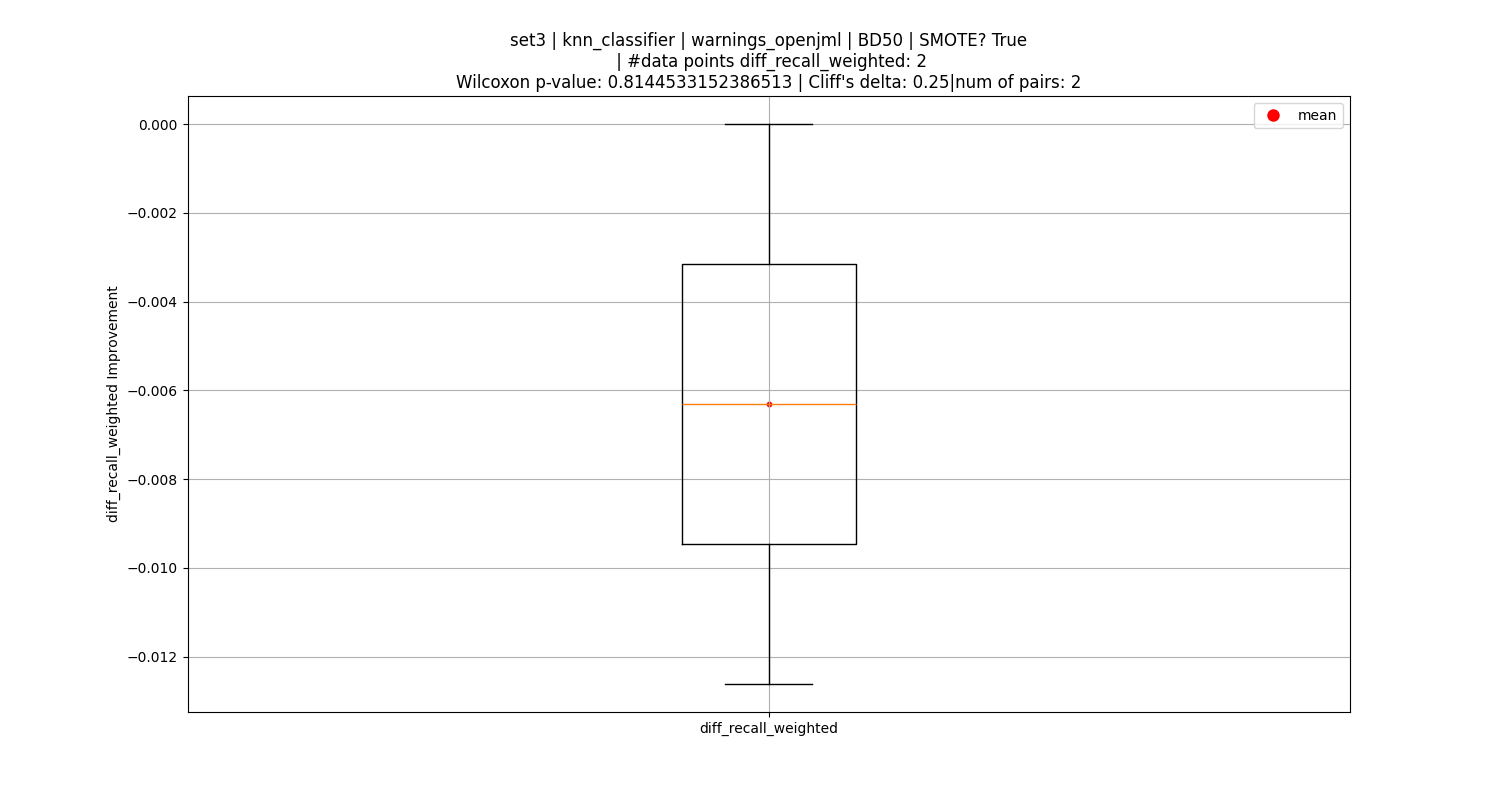 set3 | knn_classifier | warnings_openjml | BD50 | SMOTE? True
| #data points diff_recall_weighted: 2
Wilcoxon p-value: 0.8144533152386513 | Cliff's delta: 0.25|num of pairs: 2
mean
0.000
−0.002
−0.004
−0.006
−0.008
−0.010
−0.012
diff_recall_weighted Improvement
diff_recall_weighted